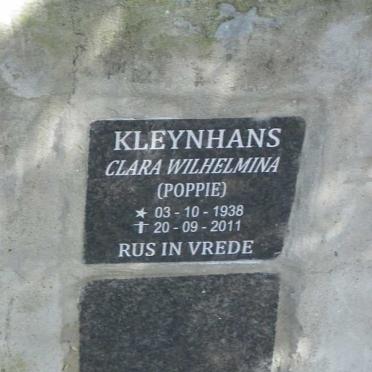 KLEYNHANS
CLARA WILHELMINA
(POPPIE)
★ 03 - 10 - 1938
✝ 20 - 09 - 2011
RUS IN VREDE